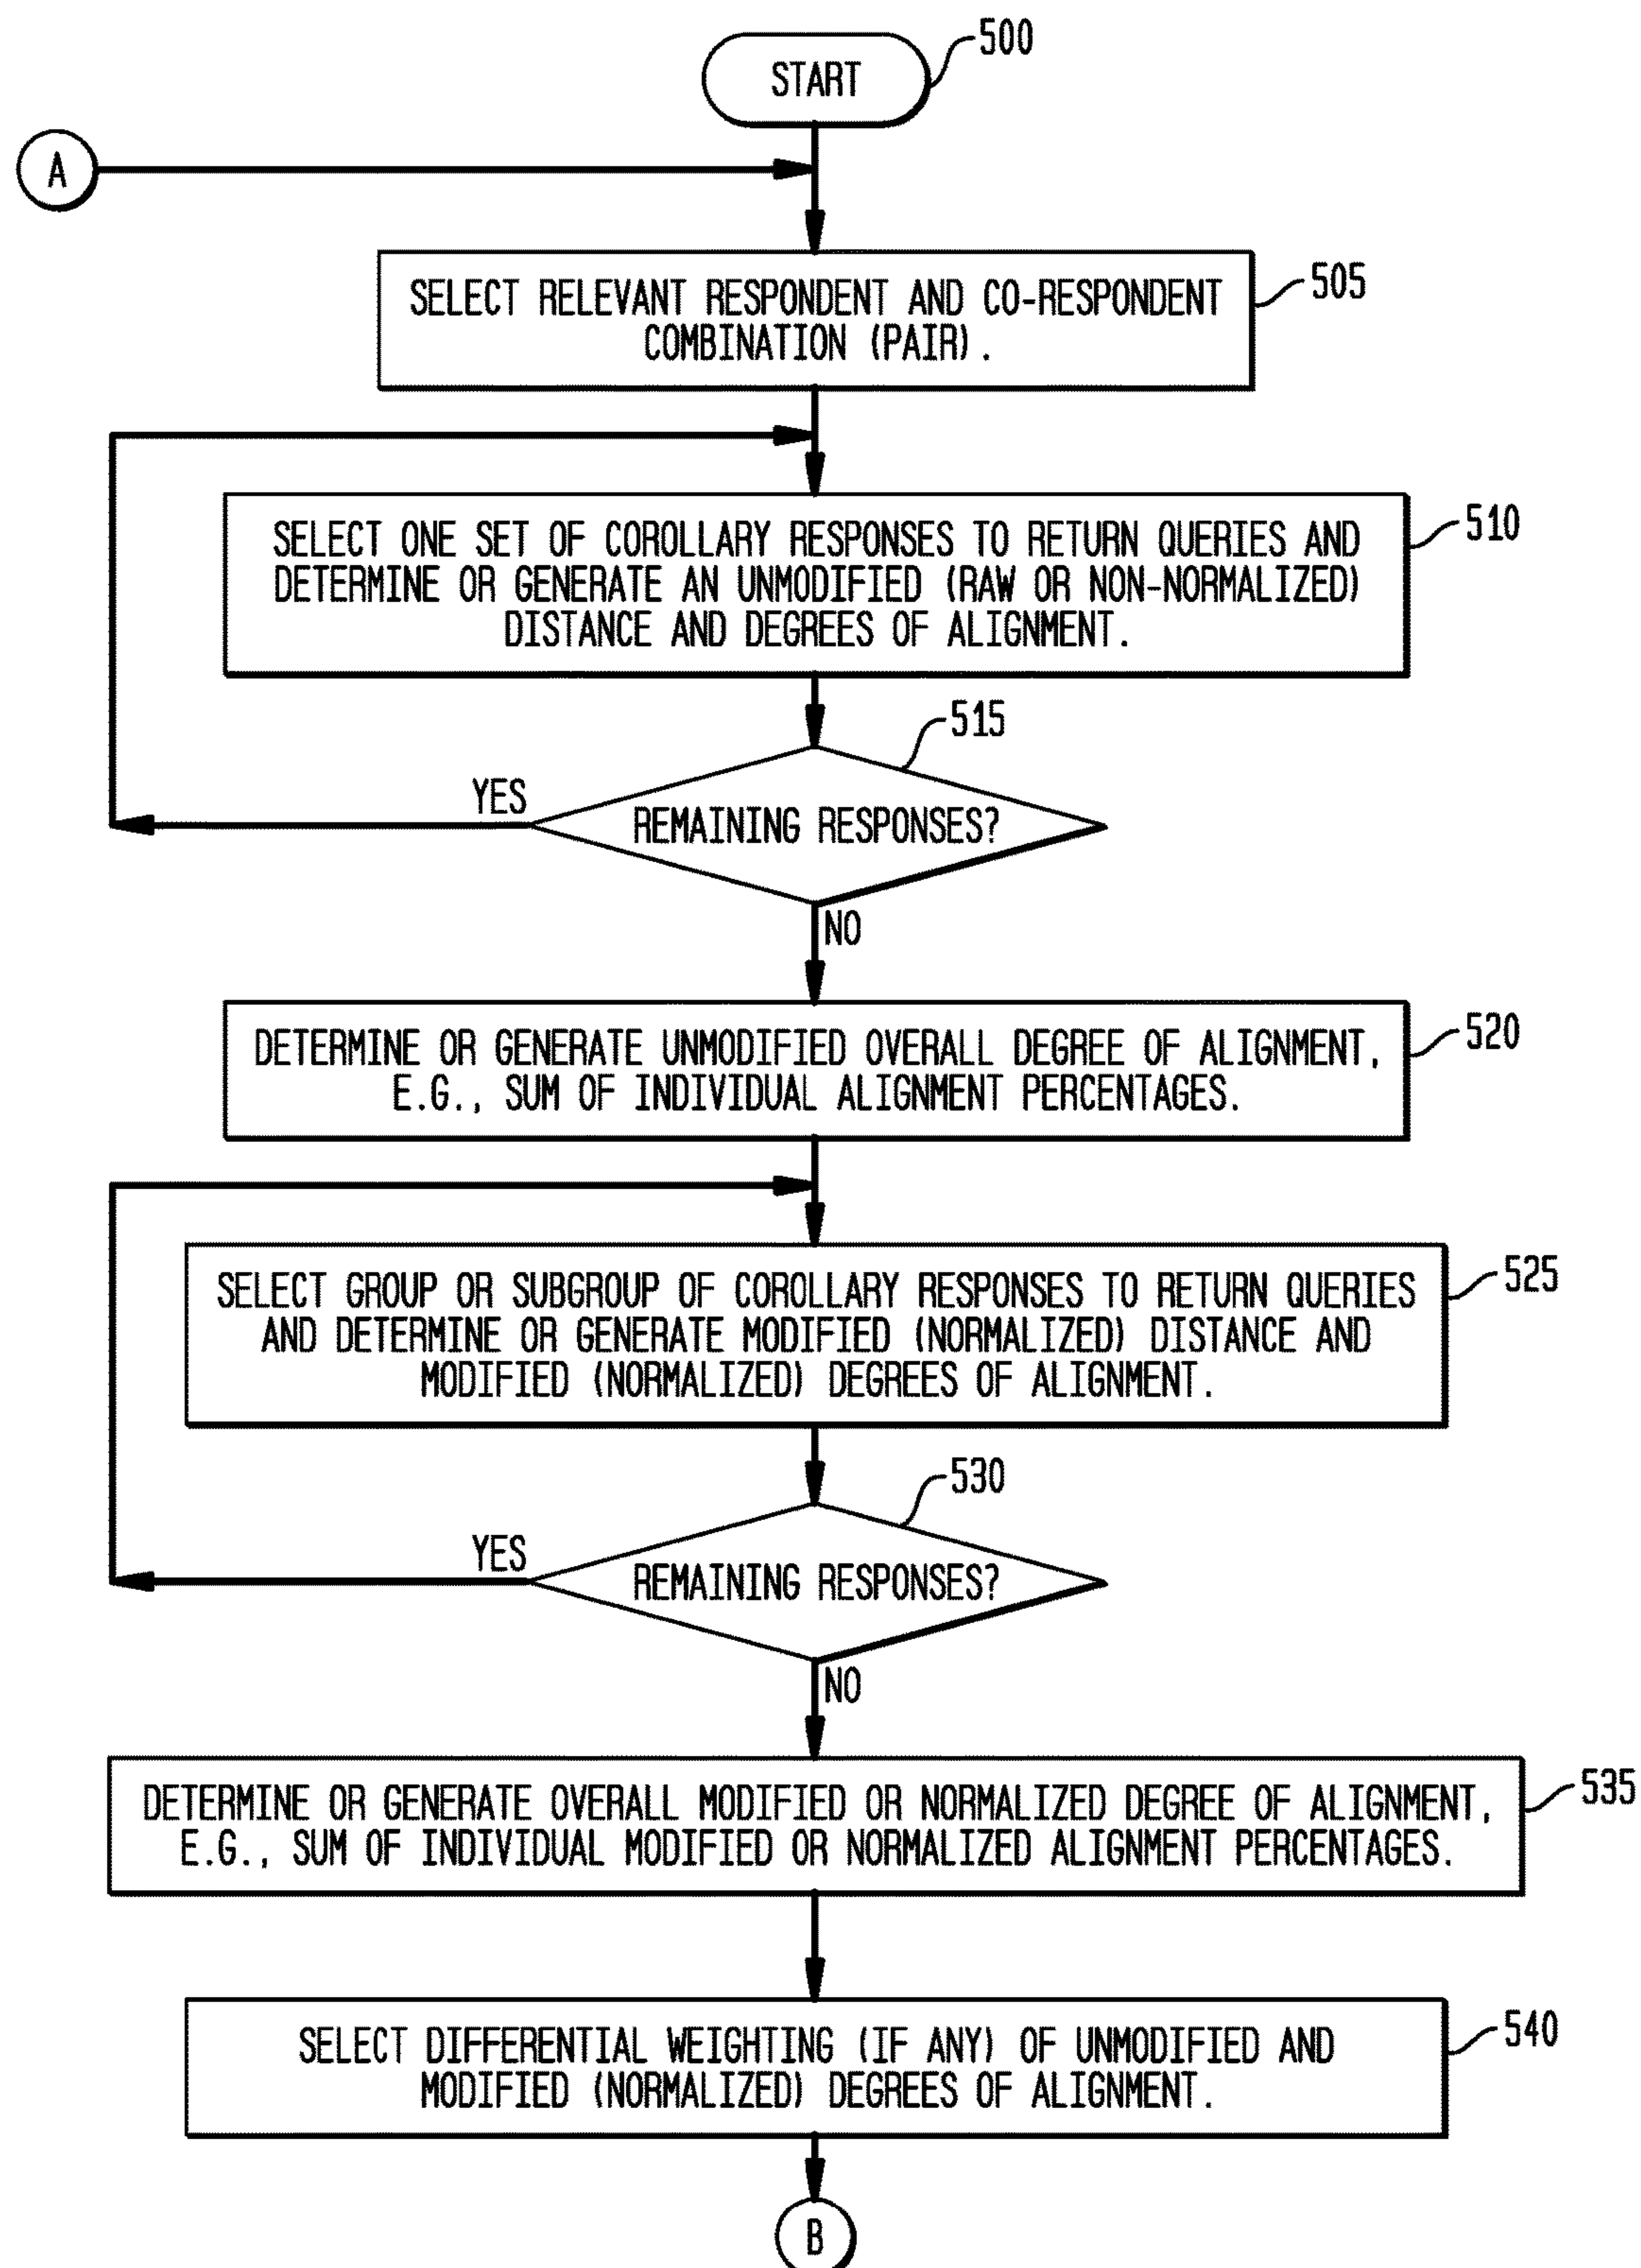 START
500
A
SELECT RELEVANT RESPONDENT AND CO-RESPONDENT
COMBINATION (PAIR).
505
SELECT ONE SET OF COROLLARY RESPONSES TO RETURN QUERIES AND
DETERMINE OR GENERATE AN UNMODIFIED (RAW OR NON-NORMALIZED)
DISTANCE AND DEGREES OF ALIGNMENT.
510
515
YES
REMAINING RESPONSES?
NO
DETERMINE OR GENERATE UNMODIFIED OVERALL DEGREE OF ALIGNMENT,
E.G., SUM OF INDIVIDUAL ALIGNMENT PERCENTAGES.
520
SELECT GROUP OR SUBGROUP OF COROLLARY RESPONSES TO RETURN QUERIES
AND DETERMINE OR GENERATE MODIFIED (NORMALIZED) DISTANCE AND
MODIFIED (NORMALIZED) DEGREES OF ALIGNMENT.
525
530
YES
REMAINING RESPONSES?
NO
DETERMINE OR GENERATE OVERALL MODIFIED OR NORMALIZED DEGREE OF ALIGNMENT,
E.G., SUM OF INDIVIDUAL MODIFIED OR NORMALIZED ALIGNMENT PERCENTAGES.
535
SELECT DIFFERENTIAL WEIGHTING (IF ANY) OF UNMODIFIED AND
MODIFIED (NORMALIZED) DEGREES OF ALIGNMENT.
540
B